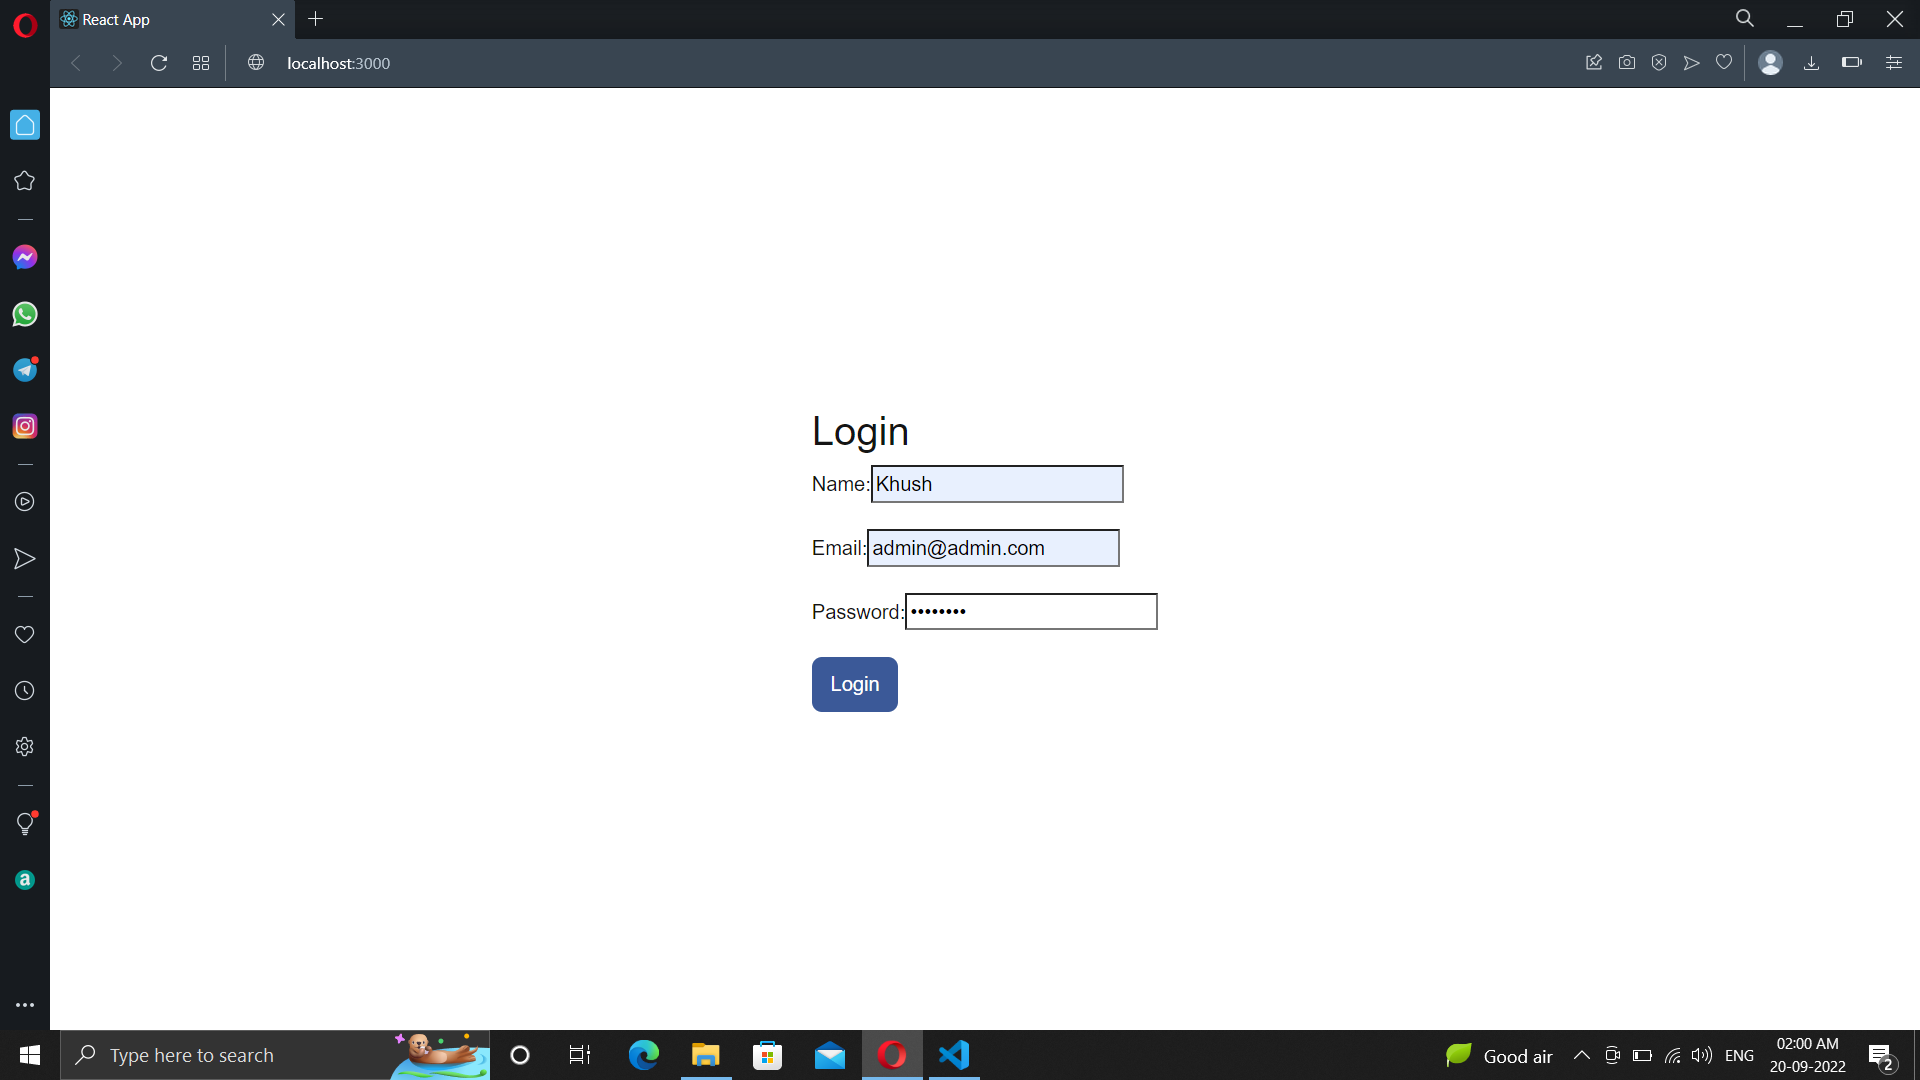 React App
localhost:3000
Login
Name: Khush
Email: admin@admin.com
Password: ••••••••
Login
a
Type here to search
Good air
ENG
02:00 AM
20-09-2022
2